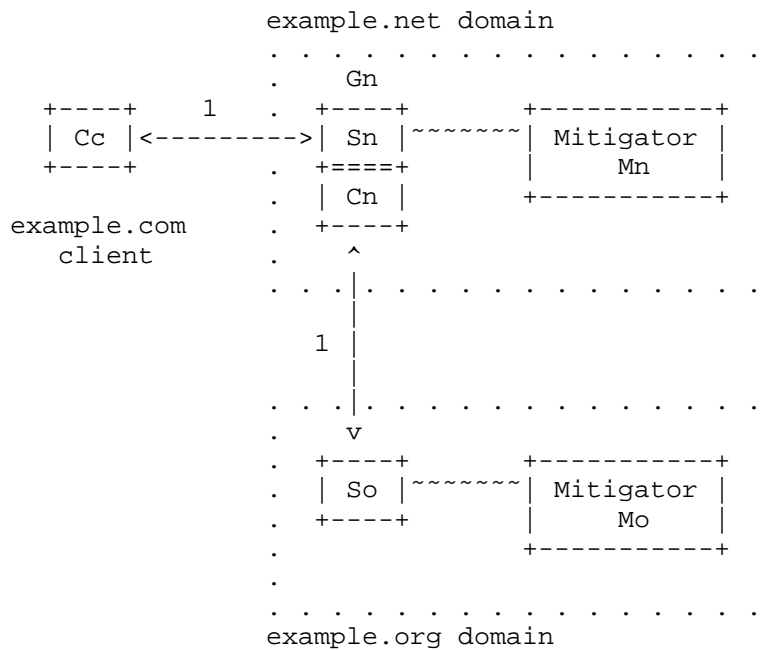 example.net domain
. . . . . . . . . . . . . . . .
. Gn
+----+ 1 . +----+ +-----------+
| Cc |<--------->| Sn |~~~~~~~| Mitigator |
+----+ . +====+ | Mn |
. | Cn | +-----------+
example.com . +----+
client . ^
. . .|. . . . . . . . . . . . .
|
1 |
|
. . .|. . . . . . . . . . . . .
. v
. +----+ +-----------+
. | So |~~~~~~~| Mitigator |
. +----+ | Mo |
. +-----------+
.
. . . . . . . . . . . . . . . .
example.org domain